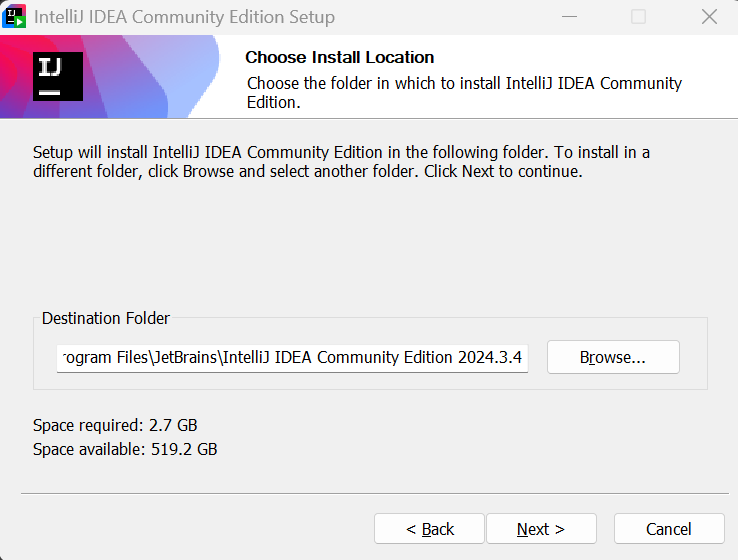 IntelliJ IDEA Community Edition Setup
IJ
Choose Install Location
Choose the folder in which to install IntelliJ IDEA Community
Edition.
Setup will install IntelliJ IDEA Community Edition in the following folder. To install in a
different folder, click Browse and select another folder. Click Next to continue.
Destination Folder
rogram Files\JetBrains\IntelliJ IDEA Community Edition 2024.3.4
Browse...
Space required: 2.7 GB
Space available: 519.2 GB
< Back
Next >
Cancel